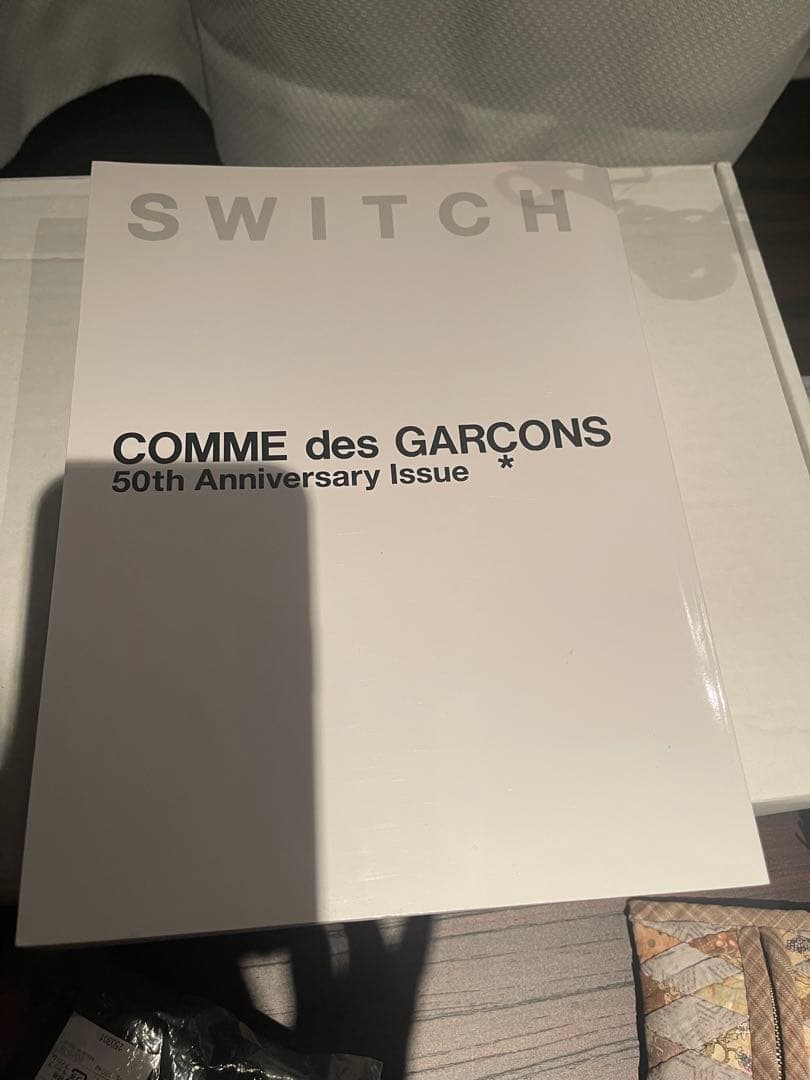 SWITCH
COMME des GARÇONS
*
50th Anniversary Issue